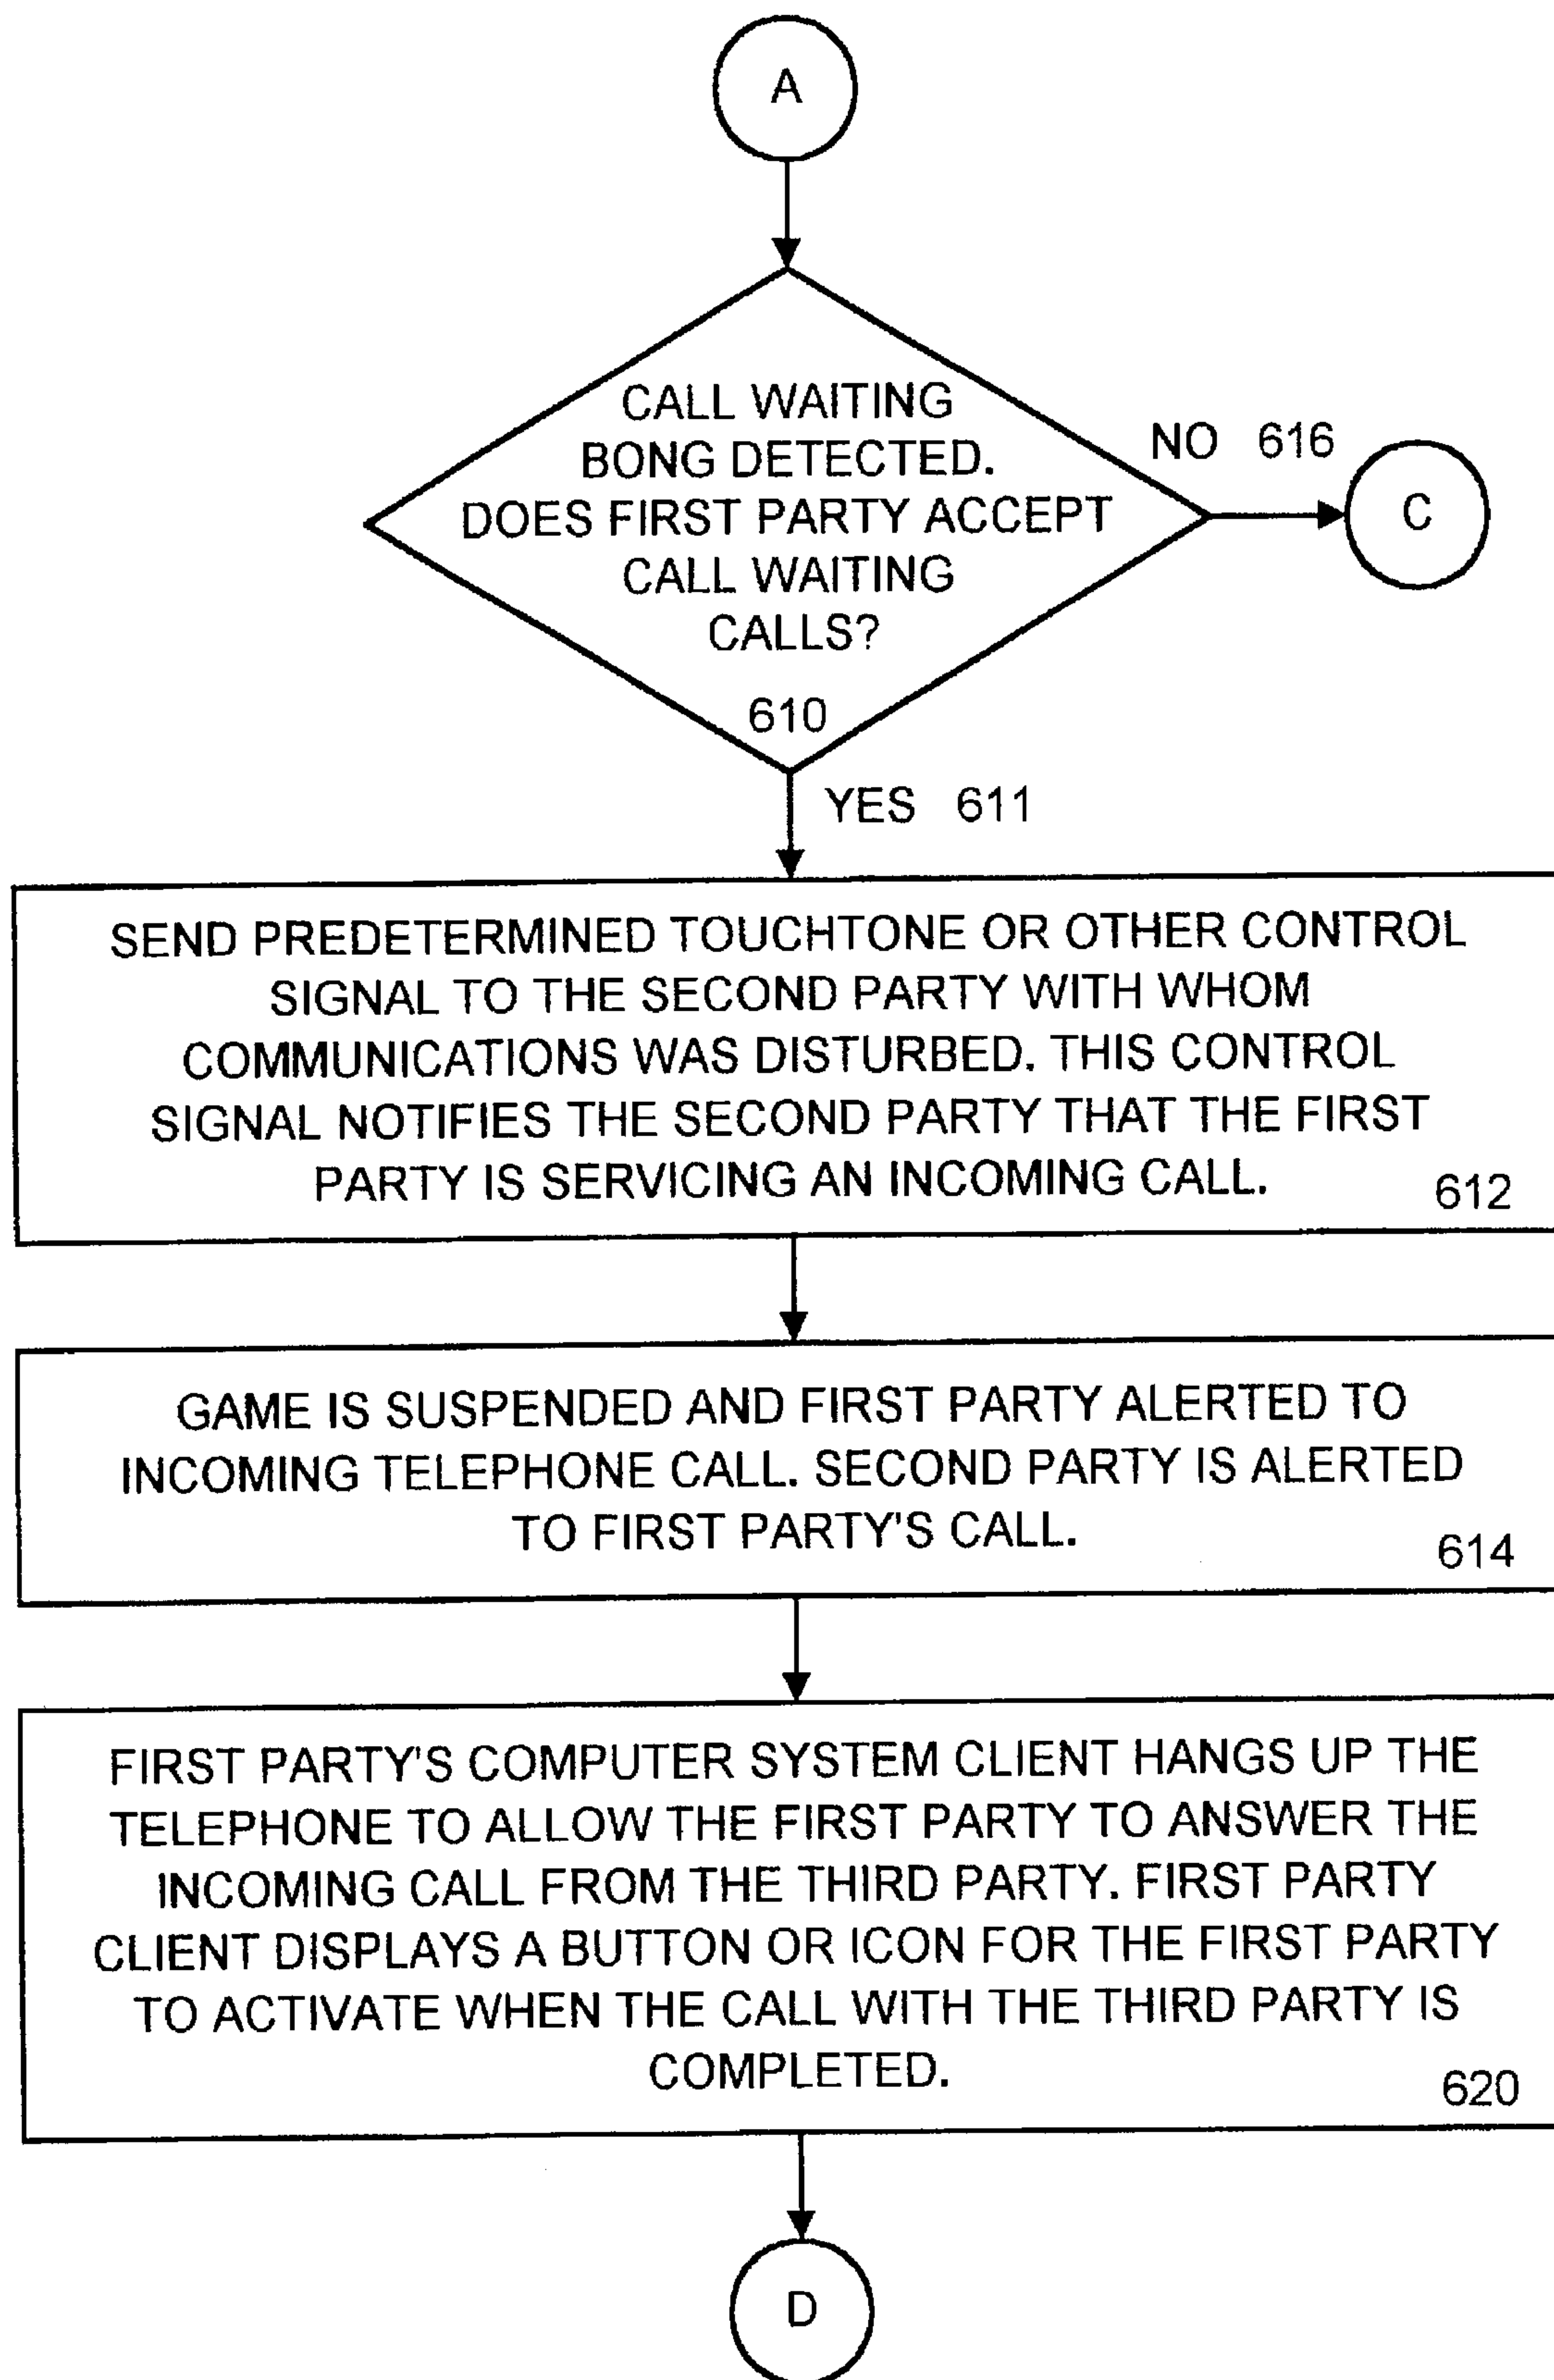 A
CALL WAITING
BONG DETECTED.
DOES FIRST PARTY ACCEPT
CALL WAITING
CALLS?
610
NO 616
C
YES 611
SEND PREDETERMINED TOUCHTONE OR OTHER CONTROL
SIGNAL TO THE SECOND PARTY WITH WHOM
COMMUNICATIONS WAS DISTURBED. THIS CONTROL
SIGNAL NOTIFIES THE SECOND PARTY THAT THE FIRST
PARTY IS SERVICING AN INCOMING CALL.
612
GAME IS SUSPENDED AND FIRST PARTY ALERTED TO
INCOMING TELEPHONE CALL. SECOND PARTY IS ALERTED
TO FIRST PARTY'S CALL.
614
FIRST PARTY'S COMPUTER SYSTEM CLIENT HANGS UP THE
TELEPHONE TO ALLOW THE FIRST PARTY TO ANSWER THE
INCOMING CALL FROM THE THIRD PARTY. FIRST PARTY
CLIENT DISPLAYS A BUTTON OR ICON FOR THE FIRST PARTY
TO ACTIVATE WHEN THE CALL WITH THE THIRD PARTY IS
COMPLETED.
620
D